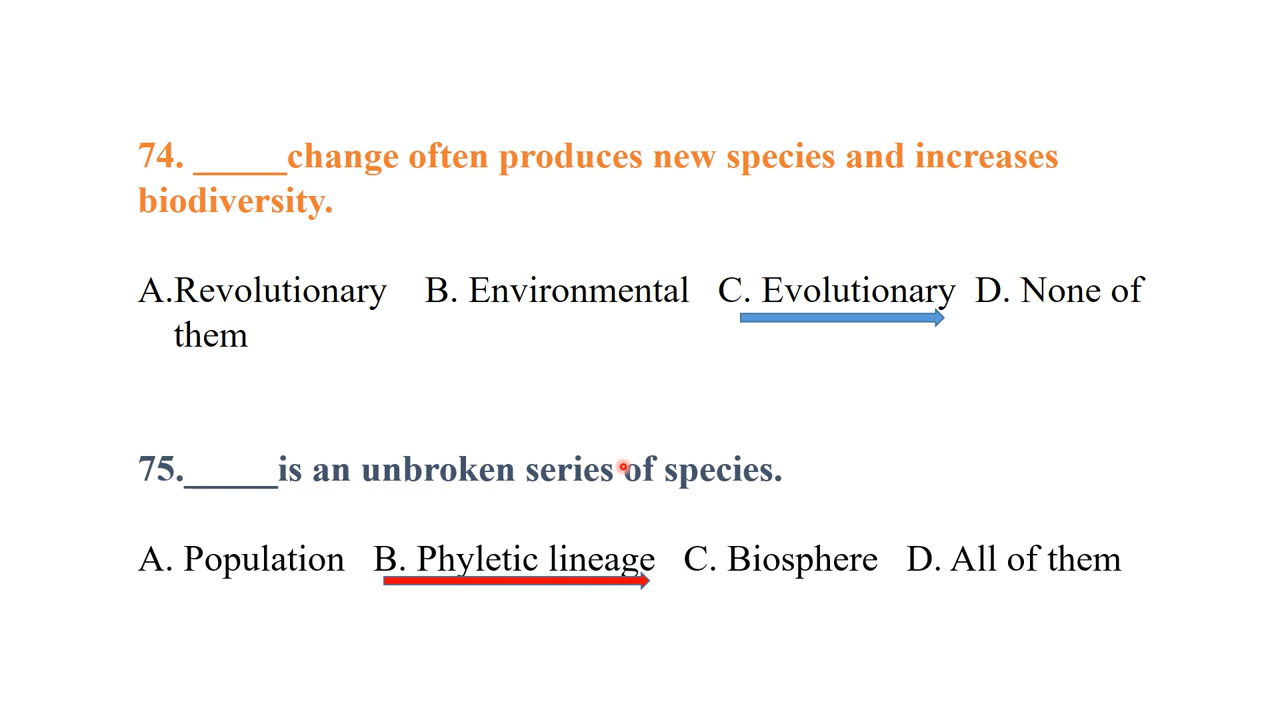 74. _____change often produces new species and increases
biodiversity.
A.Revolutionary B. Environmental C. Evolutionary D. None of
them
75._____is an unbroken series of species.
A. Population B. Phyletic lineage C. Biosphere D. All of them